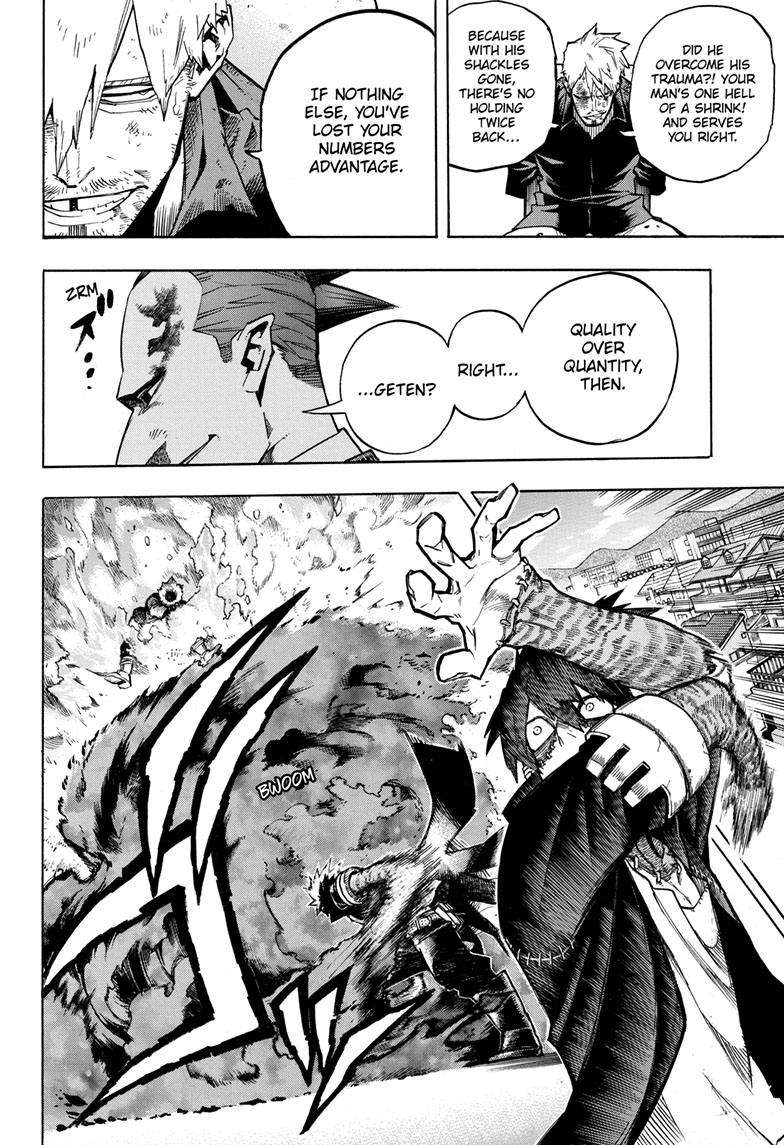 DID HE
OVERCOME HIS
TRAUMA?! YOUR
MAN'S ONE HELL
OF A SHRINK!
AND SERVES
YOU RIGHT.
BECAUSE
WITH HIS
SHACKLES
GONE,
THERE'S NO
HOLDING
TWICE
BACK...
IF NOTHING
ELSE, YOU'VE
LOST YOUR
NUMBERS
ADVANTAGE.
QUALITY
OVER
QUANTITY,
THEN.
RIGHT...
...GETEN?
ZRM
ズ...
BWOOM
ゴ